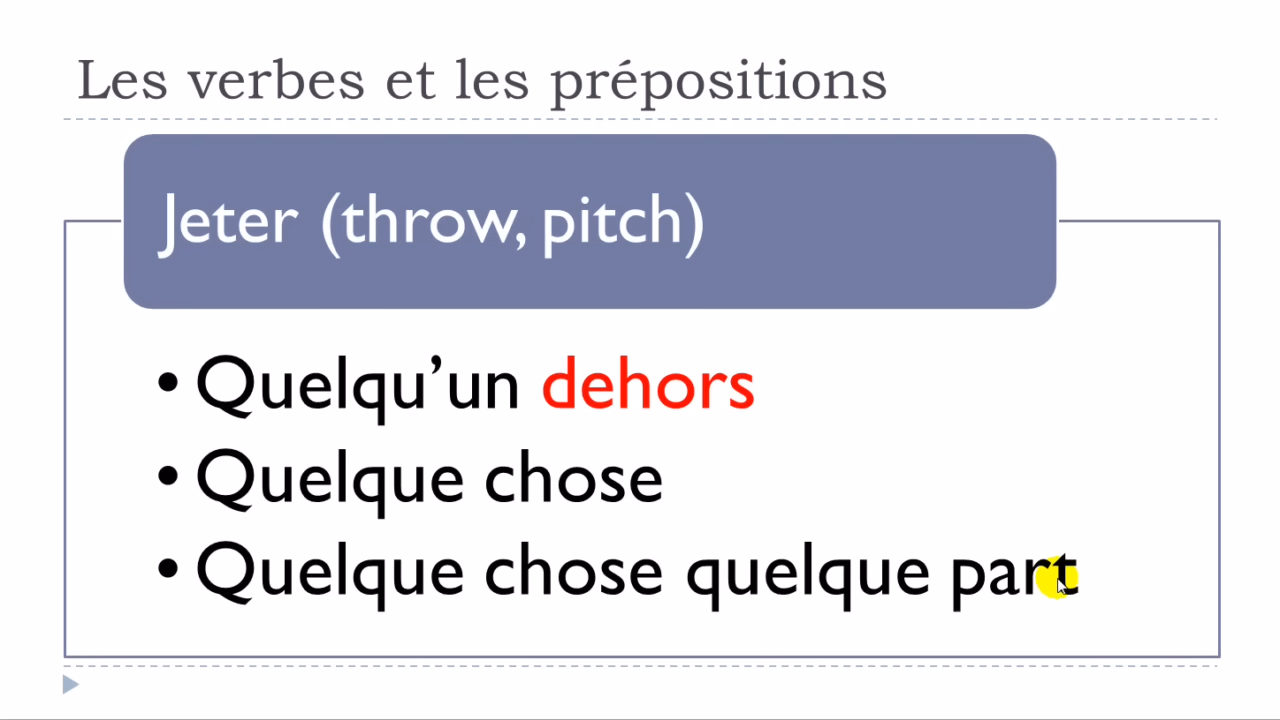 Les verbes et les prépositions
Jeter (throw, pitch)
• Quelqu’un dehors
• Quelque chose
• Quelque chose quelque part